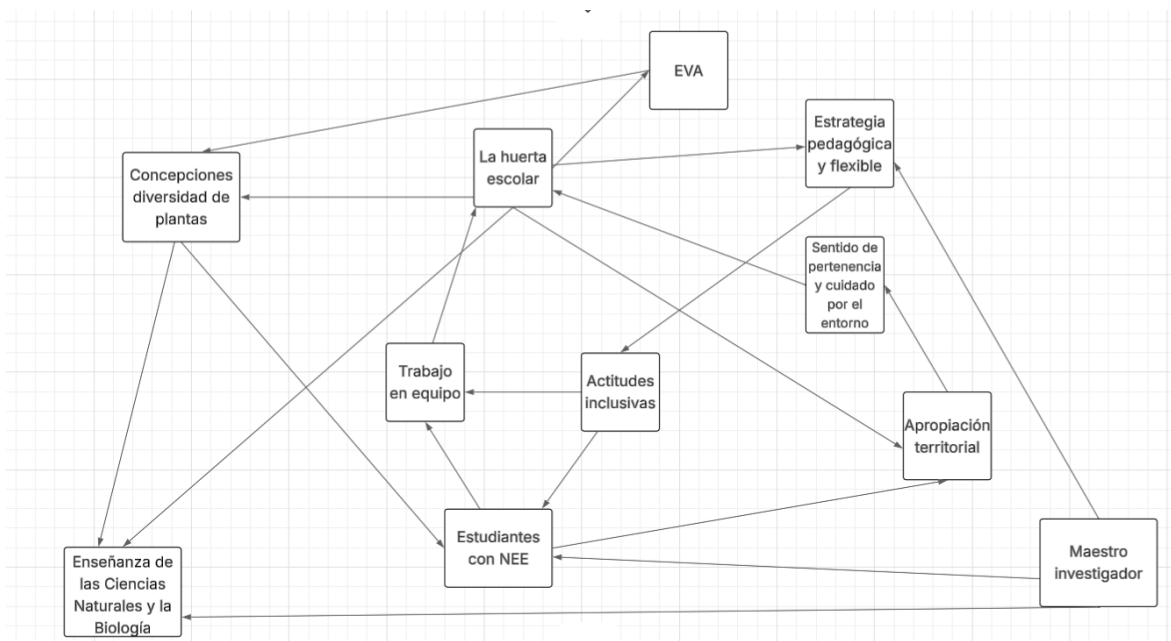 EVA
Estrategia
pedagógica
y flexible
La huerta
escolar
Concepciones
diversidad de
plantas
Sentido de
pertenencia
y cuidado
por el
entorno
Trabajo
en equipo
Actitudes
inclusivas
Apropiación
territorial
Estudiantes
con NEE
Maestro
investigador
Enseñanza de
las Ciencias
Naturales y la
Biología